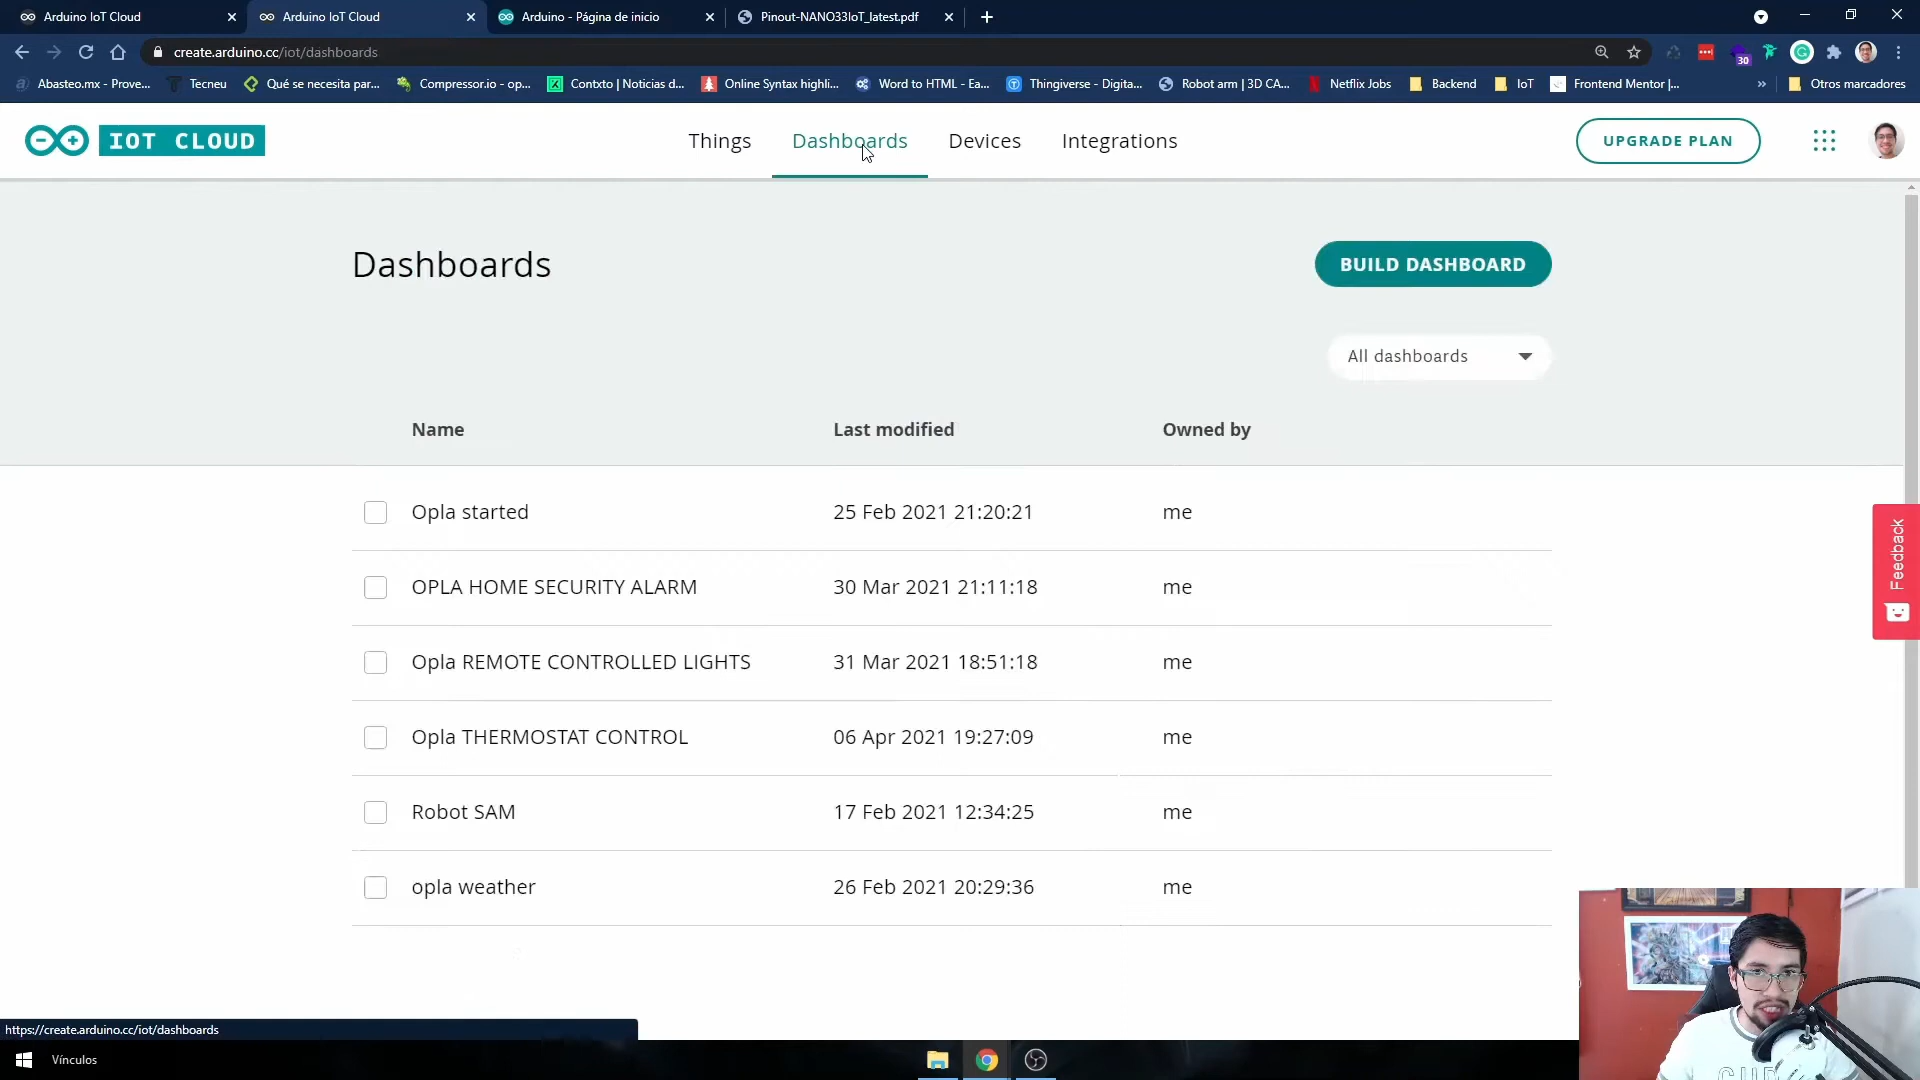 Arduino IoT Cloud
Arduino IoT Cloud
Arduino - Página de inicio
Pinout-NANO33IoT_latest.pdf
create.arduino.cc/iot/dashboards
30
Abasteo.mx - Prove...
Tecneu
Qué se necesita par...
Compressor.io - op...
Contxto | Noticias d...
Online Syntax highli...
Word to HTML - Ea...
Thingiverse - Digita...
Robot arm | 3D CA...
Netflix Jobs
Backend
IoT
Frontend Mentor |...
»
Otros marcadores
IOT CLOUD
Things
Dashboards
Devices
Integrations
UPGRADE PLAN
Dashboards
BUILD DASHBOARD
All dashboards
Name Last modified Owned by
Opla started 25 Feb 2021 21:20:21 me
OPLA HOME SECURITY ALARM 30 Mar 2021 21:11:18 me
Opla REMOTE CONTROLLED LIGHTS 31 Mar 2021 18:51:18 me
Opla THERMOSTAT CONTROL 06 Apr 2021 19:27:09 me
Robot SAM 17 Feb 2021 12:34:25 me
opla weather 26 Feb 2021 20:29:36 me
Feedback
https://create.arduino.cc/iot/dashboards
Vínculos